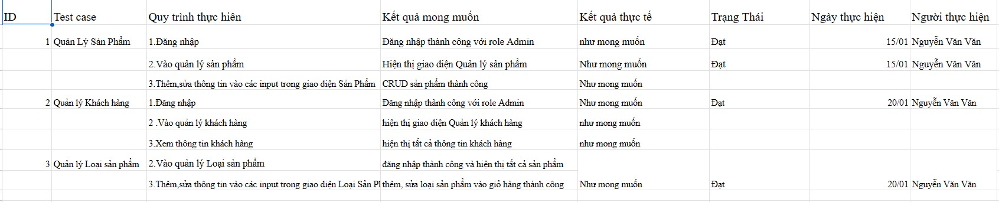 ID Test case Quy trình thực hiên Kết quả mong muốn Kết quả thực tế Trạng Thái Ngày thực hiện Người thực hiện
1 Quản Lý Sản Phẩm 1.Đăng nhập Đăng nhập thành công với role Admin như mong muốn Đạt 15/01 Nguyễn Văn Văn
2.Vào quản lý sản phẩm Hiện thị giao diện Quản lý sản phẩm Như mong muốn Đạt 15/01 Nguyễn Văn Văn
3.Thêm,sửa thông tin vào các input trong giao diện Sản Phẩm CRUD sản phẩm thành công Như mong muốn
2 Quản lý Khách hàng 1.Đăng nhập Đăng nhập thành công với role Admin Như mong muốn Đạt 20/01 Nguyễn Văn Văn
2 .Vào quản lý khách hàng hiện thị giao diện Quản lý khách hàng như mong muốn
3.Xem thông tin khách hàng hiện thị tất cả thông tin khách hàng như mong muốn
3 Quản lý Loại sản phẩm 2.Vào quản lý Loại sản phẩm đăng nhập thành công và hiện thị tất cả sản phẩm
3.Thêm,sửa thông tin vào các input trong giao diện Loại Sản thêm, sửa loại sản phẩm vào giỏ hàng thành công Như mong muốn Đạt 20/01 Nguyễn Văn Văn